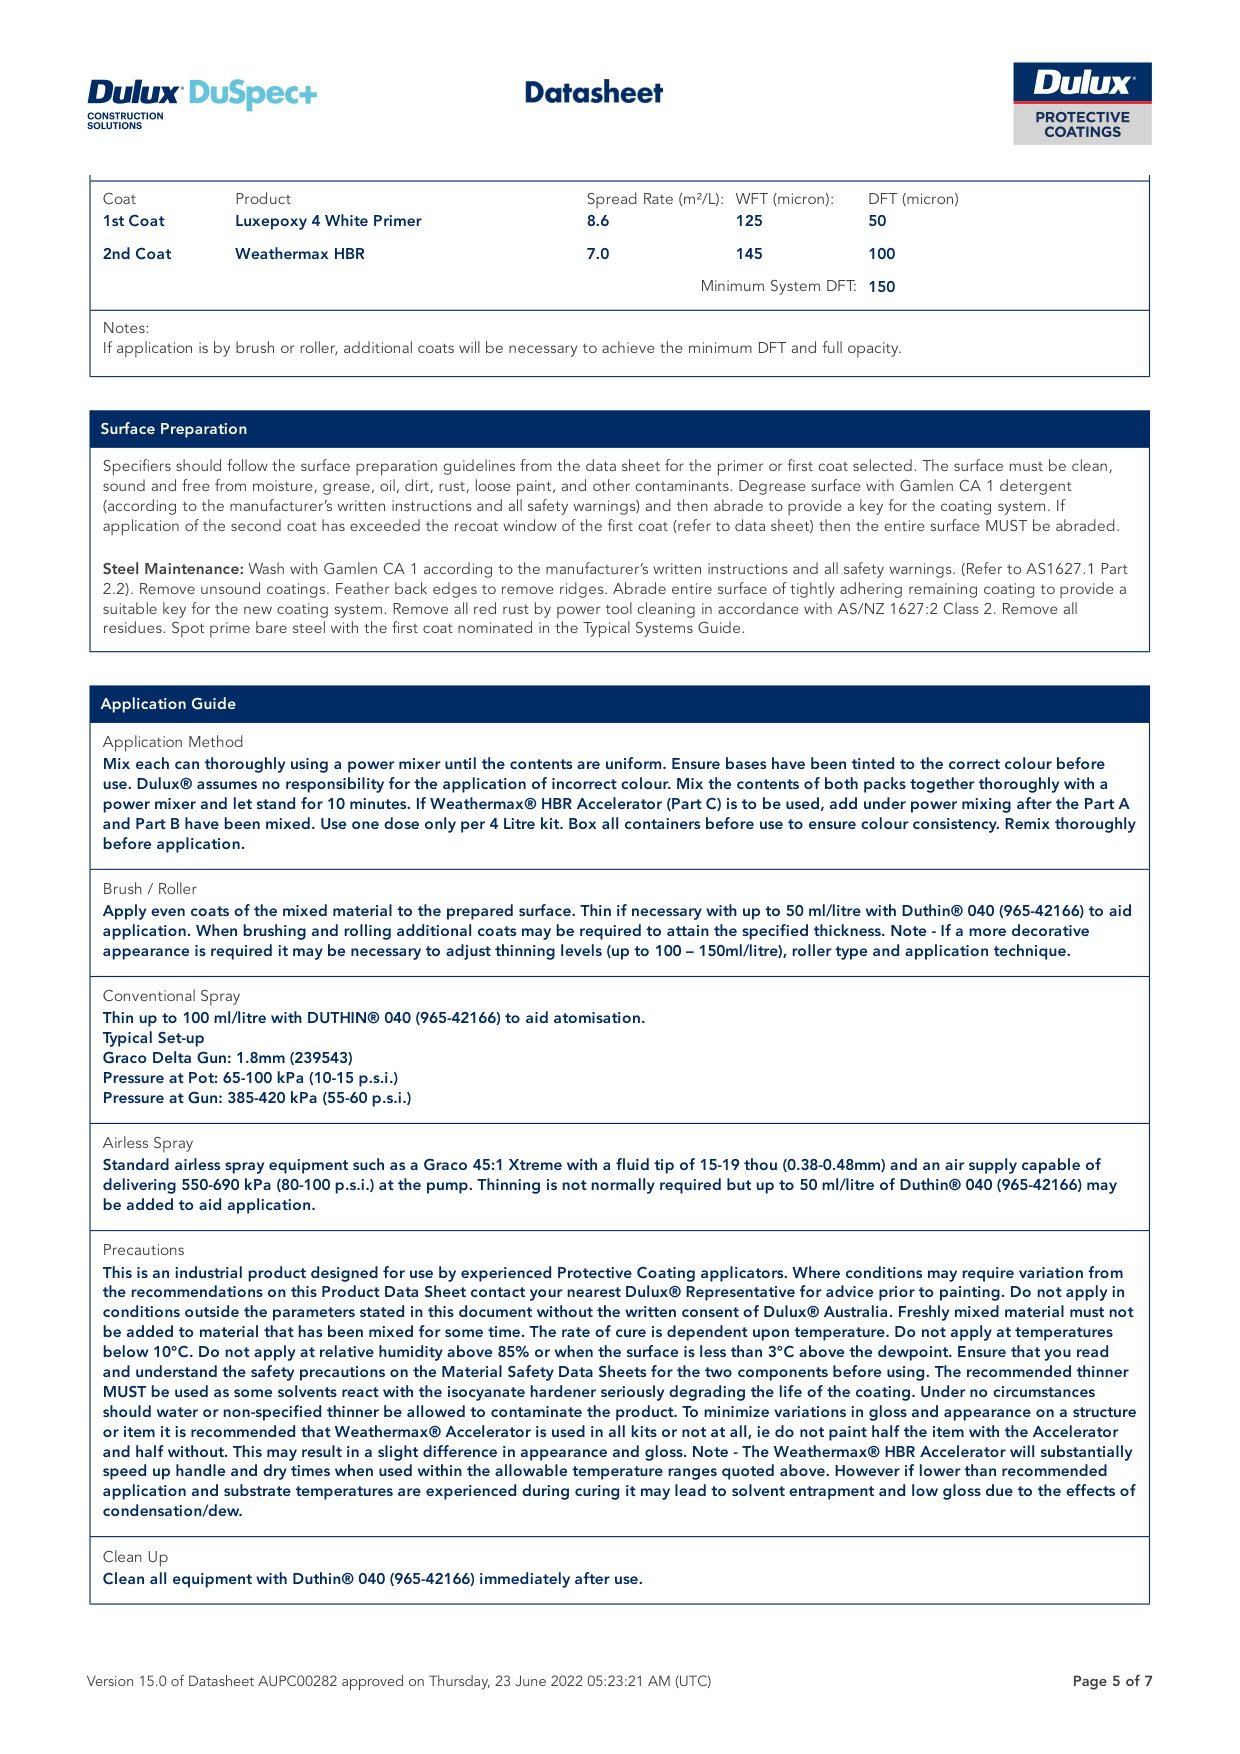 Dulux DuSpec+
CONSTRUCTION
SOLUTIONS
Datasheet
Dulux®
PROTECTIVE
COATINGS
Coat Product Spread Rate (m²/L): WFT (micron): DFT (micron)
1st Coat Luxepoxy 4 White Primer 8.6 125 50
2nd Coat Weathermax HBR 7.0 145 100
Minimum System DFT: 150
Notes:
If application is by brush or roller, additional coats will be necessary to achieve the minimum DFT and full opacity.
Surface Preparation
Specifiers should follow the surface preparation guidelines from the data sheet for the primer or first coat selected. The surface must be clean,
sound and free from moisture, grease, oil, dirt, rust, loose paint, and other contaminants. Degrease surface with Gamlen CA 1 detergent
(according to the manufacturer's written instructions and all safety warnings) and then abrade to provide a key for the coating system. If
application of the second coat has exceeded the recoat window of the first coat (refer to data sheet) then the entire surface MUST be abraded.
Steel Maintenance: Wash with Gamlen CA 1 according to the manufacturer's written instructions and all safety warnings. (Refer to AS1627.1 Part
2.2). Remove unsound coatings. Feather back edges to remove ridges. Abrade entire surface of tightly adhering remaining coating to provide a
suitable key for the new coating system. Remove all red rust by power tool cleaning in accordance with AS/NZ 1627:2 Class 2. Remove all
residues. Spot prime bare steel with the first coat nominated in the Typical Systems Guide.
Application Guide
Application Method
Mix each can thoroughly using a power mixer until the contents are uniform. Ensure bases have been tinted to the correct colour before
use. Dulux® assumes no responsibility for the application of incorrect colour. Mix the contents of both packs together thoroughly with a
power mixer and let stand for 10 minutes. If Weathermax® HBR Accelerator (Part C) is to be used, add under power mixing after the Part A
and Part B have been mixed. Use one dose only per 4 Litre kit. Box all containers before use to ensure colour consistency. Remix thoroughly
before application.
Brush / Roller
Apply even coats of the mixed material to the prepared surface. Thin if necessary with up to 50 ml/litre with Duthin® 040 (965-42166) to aid
application. When brushing and rolling additional coats may be required to attain the specified thickness. Note - If a more decorative
appearance is required it may be necessary to adjust thinning levels (up to 100 – 150ml/litre), roller type and application technique.
Conventional Spray
Thin up to 100 ml/litre with DUTHIN® 040 (965-42166) to aid atomisation.
Typical Set-up
Graco Delta Gun: 1.8mm (239543)
Pressure at Pot: 65-100 kPa (10-15 p.s.i.)
Pressure at Gun: 385-420 kPa (55-60 p.s.i.)
Airless Spray
Standard airless spray equipment such as a Graco 45:1 Xtreme with a fluid tip of 15-19 thou (0.38-0.48mm) and an air supply capable of
delivering 550-690 kPa (80-100 p.s.i.) at the pump. Thinning is not normally required but up to 50 ml/litre of Duthin® 040 (965-42166) may
be added to aid application.
Precautions
This is an industrial product designed for use by experienced Protective Coating applicators. Where conditions may require variation from
the recommendations on this Product Data Sheet contact your nearest Dulux® Representative for advice prior to painting. Do not apply in
conditions outside the parameters stated in this document without the written consent of Dulux® Australia. Freshly mixed material must not
be added to material that has been mixed for some time. The rate of cure is dependent upon temperature. Do not apply at temperatures
below 10°C. Do not apply at relative humidity above 85% or when the surface is less than 3°C above the dewpoint. Ensure that you read
and understand the safety precautions on the Material Safety Data Sheets for the two components before using. The recommended thinner
MUST be used as some solvents react with the isocyanate hardener seriously degrading the life of the coating. Under no circumstances
should water or non-specified thinner be allowed to contaminate the product. To minimize variations in gloss and appearance on a structure
or item it is recommended that Weathermax® Accelerator is used in all kits or not at all, ie do not paint half the item with the Accelerator
and half without. This may result in a slight difference in appearance and gloss. Note - The Weathermax® HBR Accelerator will substantially
speed up handle and dry times when used within the allowable temperature ranges quoted above. However if lower than recommended
application and substrate temperatures are experienced during curing it may lead to solvent entrapment and low gloss due to the effects of
condensation/dew.
Clean Up
Clean all equipment with Duthin® 040 (965-42166) immediately after use.
Version 15.0 of Datasheet AUPC00282 approved on Thursday, 23 June 2022 05:23:21 AM (UTC)
Page 5 of 7